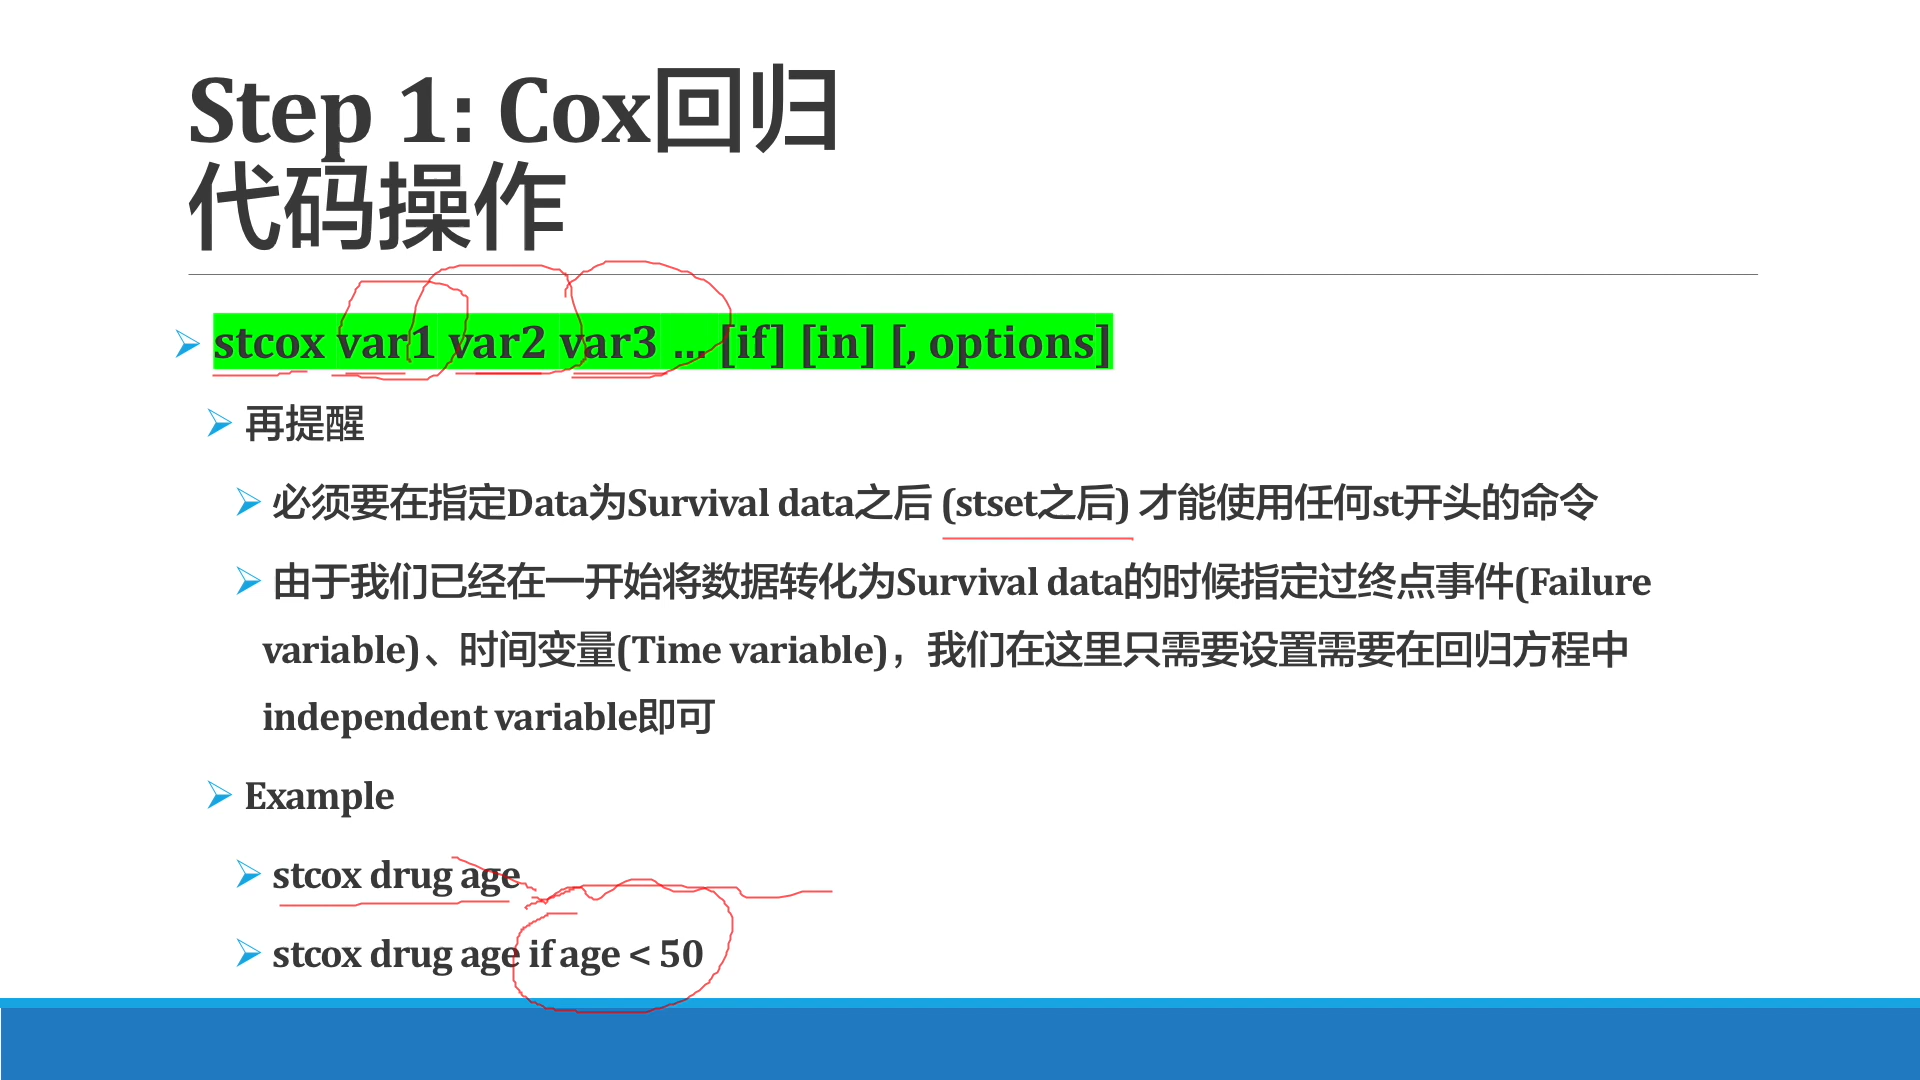 Step 1: Cox回归
代码操作
stcox var1 var2 var3 ... [if] [in] [, options]
再提醒
必须要在指定Data为Survival data之后 (stset之后) 才能使用任何st开头的命令
由于我们已经在一开始将数据转化为Survival data的时候指定过终点事件(Failure
variable)、时间变量(Time variable)，我们在这里只需要设置需要在回归方程中
independent variable即可
Example
stcox drug age
stcox drug age if age < 50